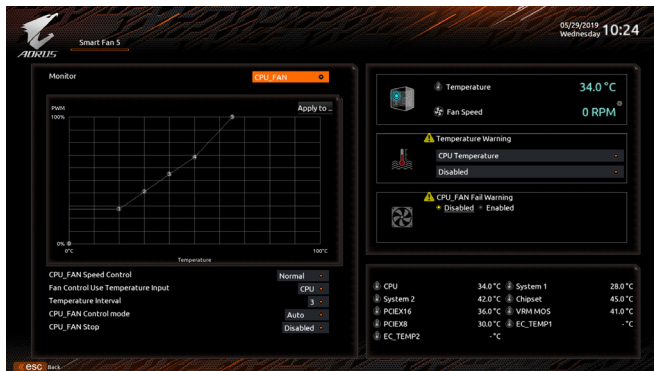 05/29/2019
Wednesday 10:24
AORUS
Smart Fan 5
Monitor
CPU_FAN
PWM
100%
Apply to ..
0%
0°C
100°C
Temperature
CPU_FAN Speed Control Normal
Fan Control Use Temperature Input CPU
Temperature Interval 3
CPU_FAN Control mode Auto
CPU_FAN Stop Disabled
Temperature 34.0 °C
Fan Speed 0 RPM
Temperature Warning
CPU Temperature
Disabled
CPU_FAN Fail Warning
Disabled Enabled
CPU 34.0°C System 1 28.0°C
System 2 42.0°C Chipset 45.0°C
PCIEX16 36.0°C VRM MOS 41.0°C
PCIEX8 30.0°C EC_TEMP1 -°C
EC_TEMP2 -°C
esc Back